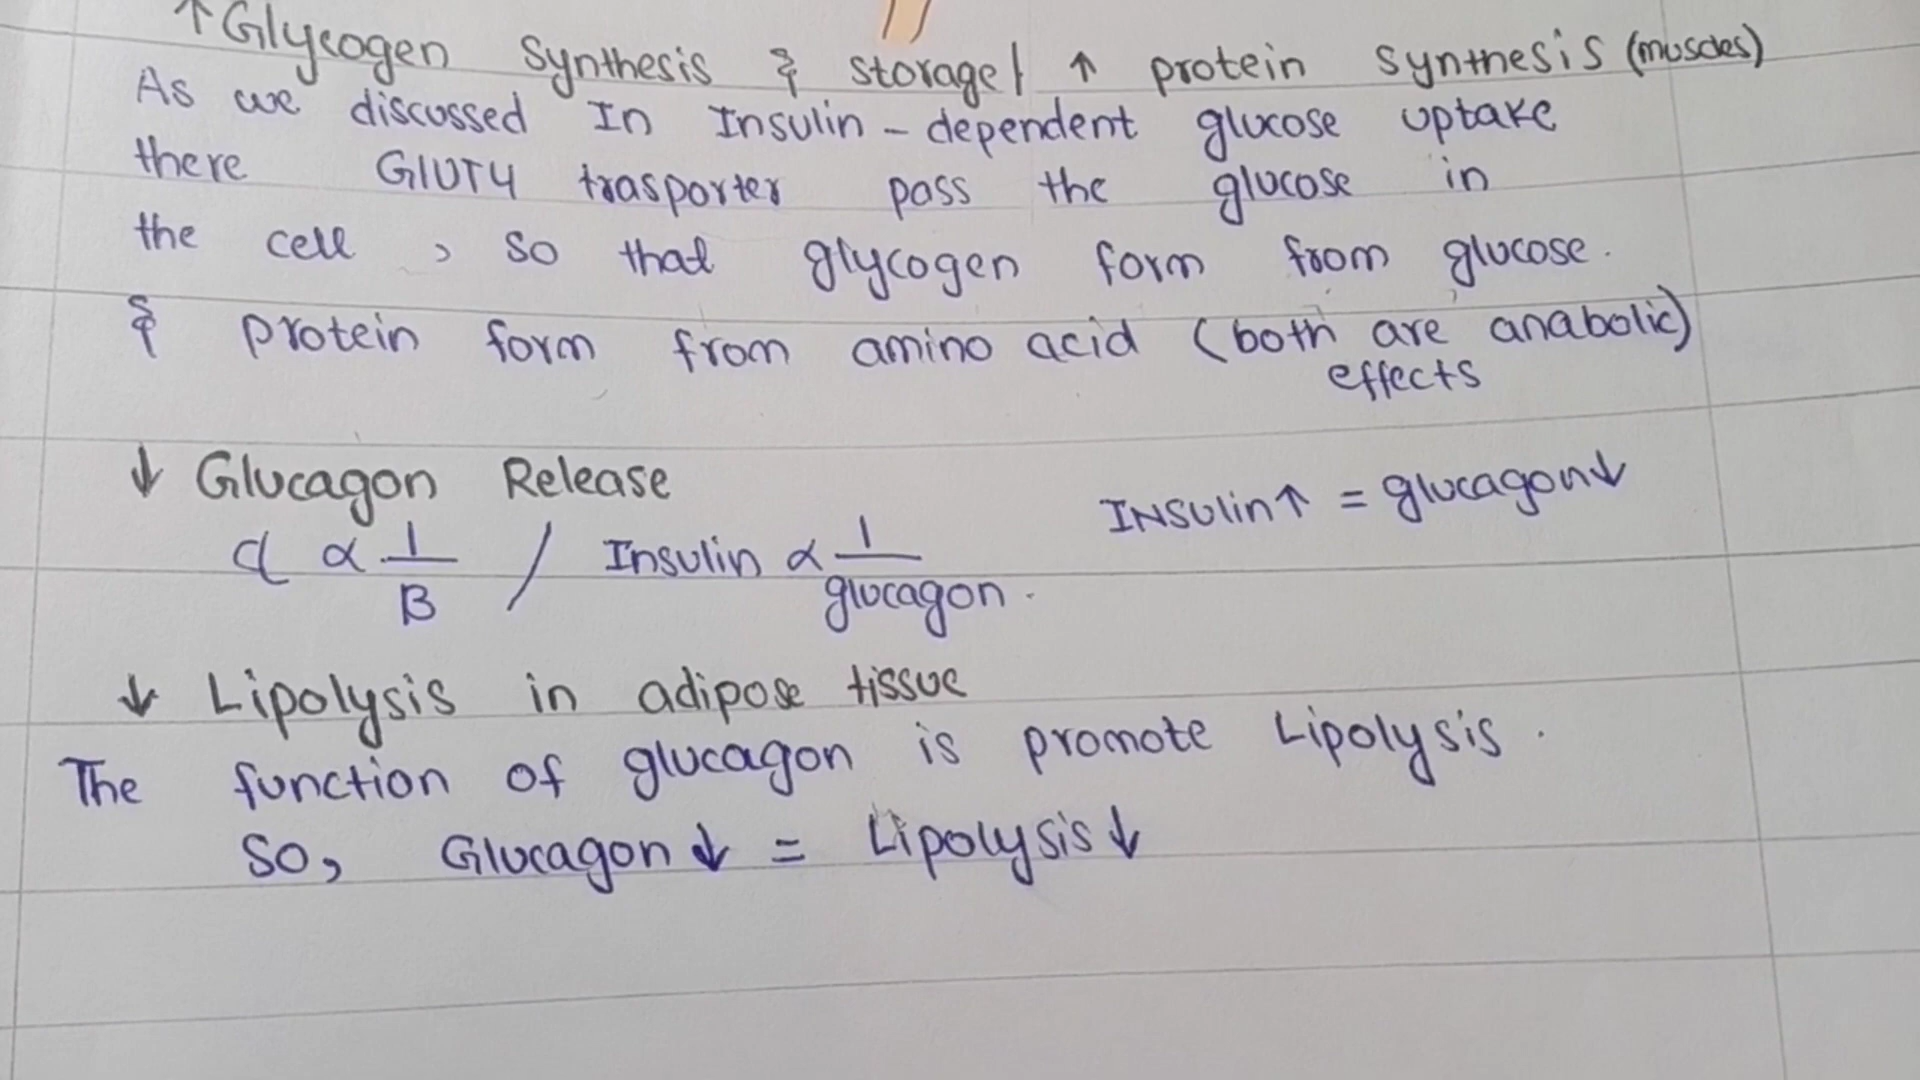 ↑ Glycogen Synthesis & storage/ ↑ protein synthesis (muscles)
As we discussed In Insulin - dependent glucose uptake
there GLUT4 trasporter pass the glucose in
the cell, so that glycogen form from glucose.
& protein form from amino acid (both are anabolic)
effects
↓ Glucagon Release
INSulin↑ = glucagon↓
α ∝ 1/B / Insulin ∝ 1/glucagon.
↓ Lipolysis in adipose tissue
The function of glucagon is promote Lipolysis.
So, Glucagon↓ = Lipolysis↓